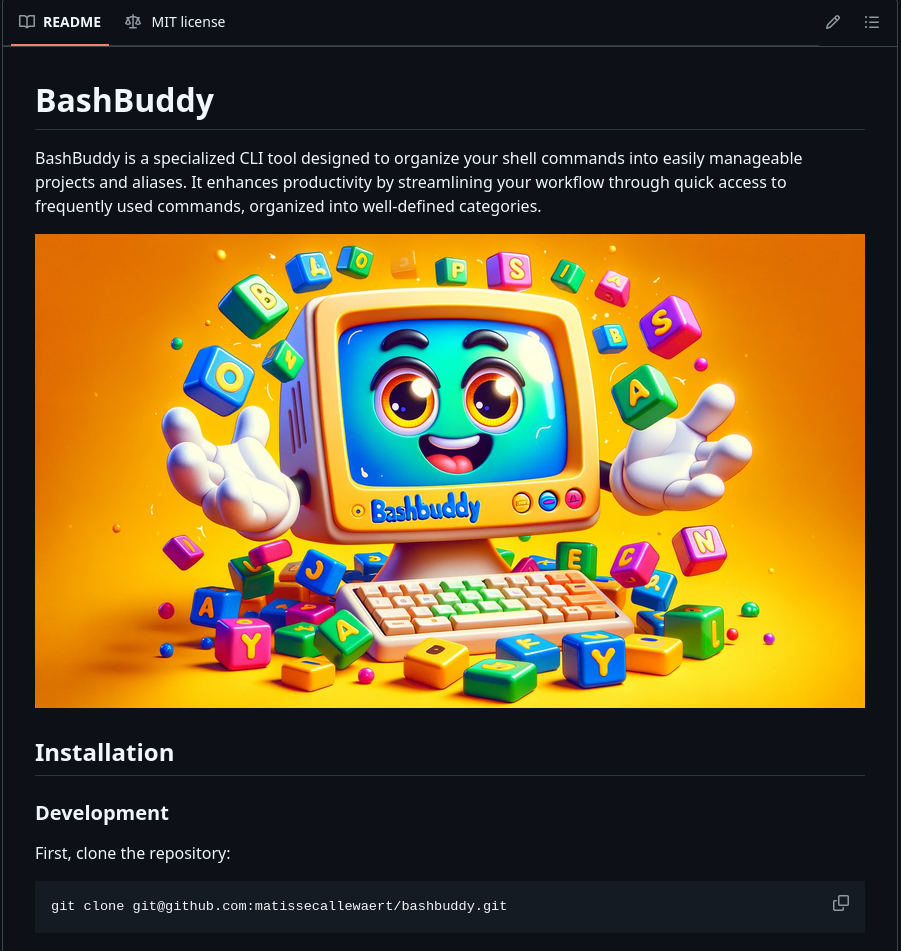 README
MIT license
BashBuddy
BashBuddy is a specialized CLI tool designed to organize your shell commands into easily manageable
projects and aliases. It enhances productivity by streamlining your workflow through quick access to
frequently used commands, organized into well-defined categories.
B
O
P
S
I
B
S
O
A
Bashbuddy
J
E
C
N
A
Y
A
Y
Installation
Development
First, clone the repository:
git clone git@github.com:matissecallewaert/bashbuddy.git